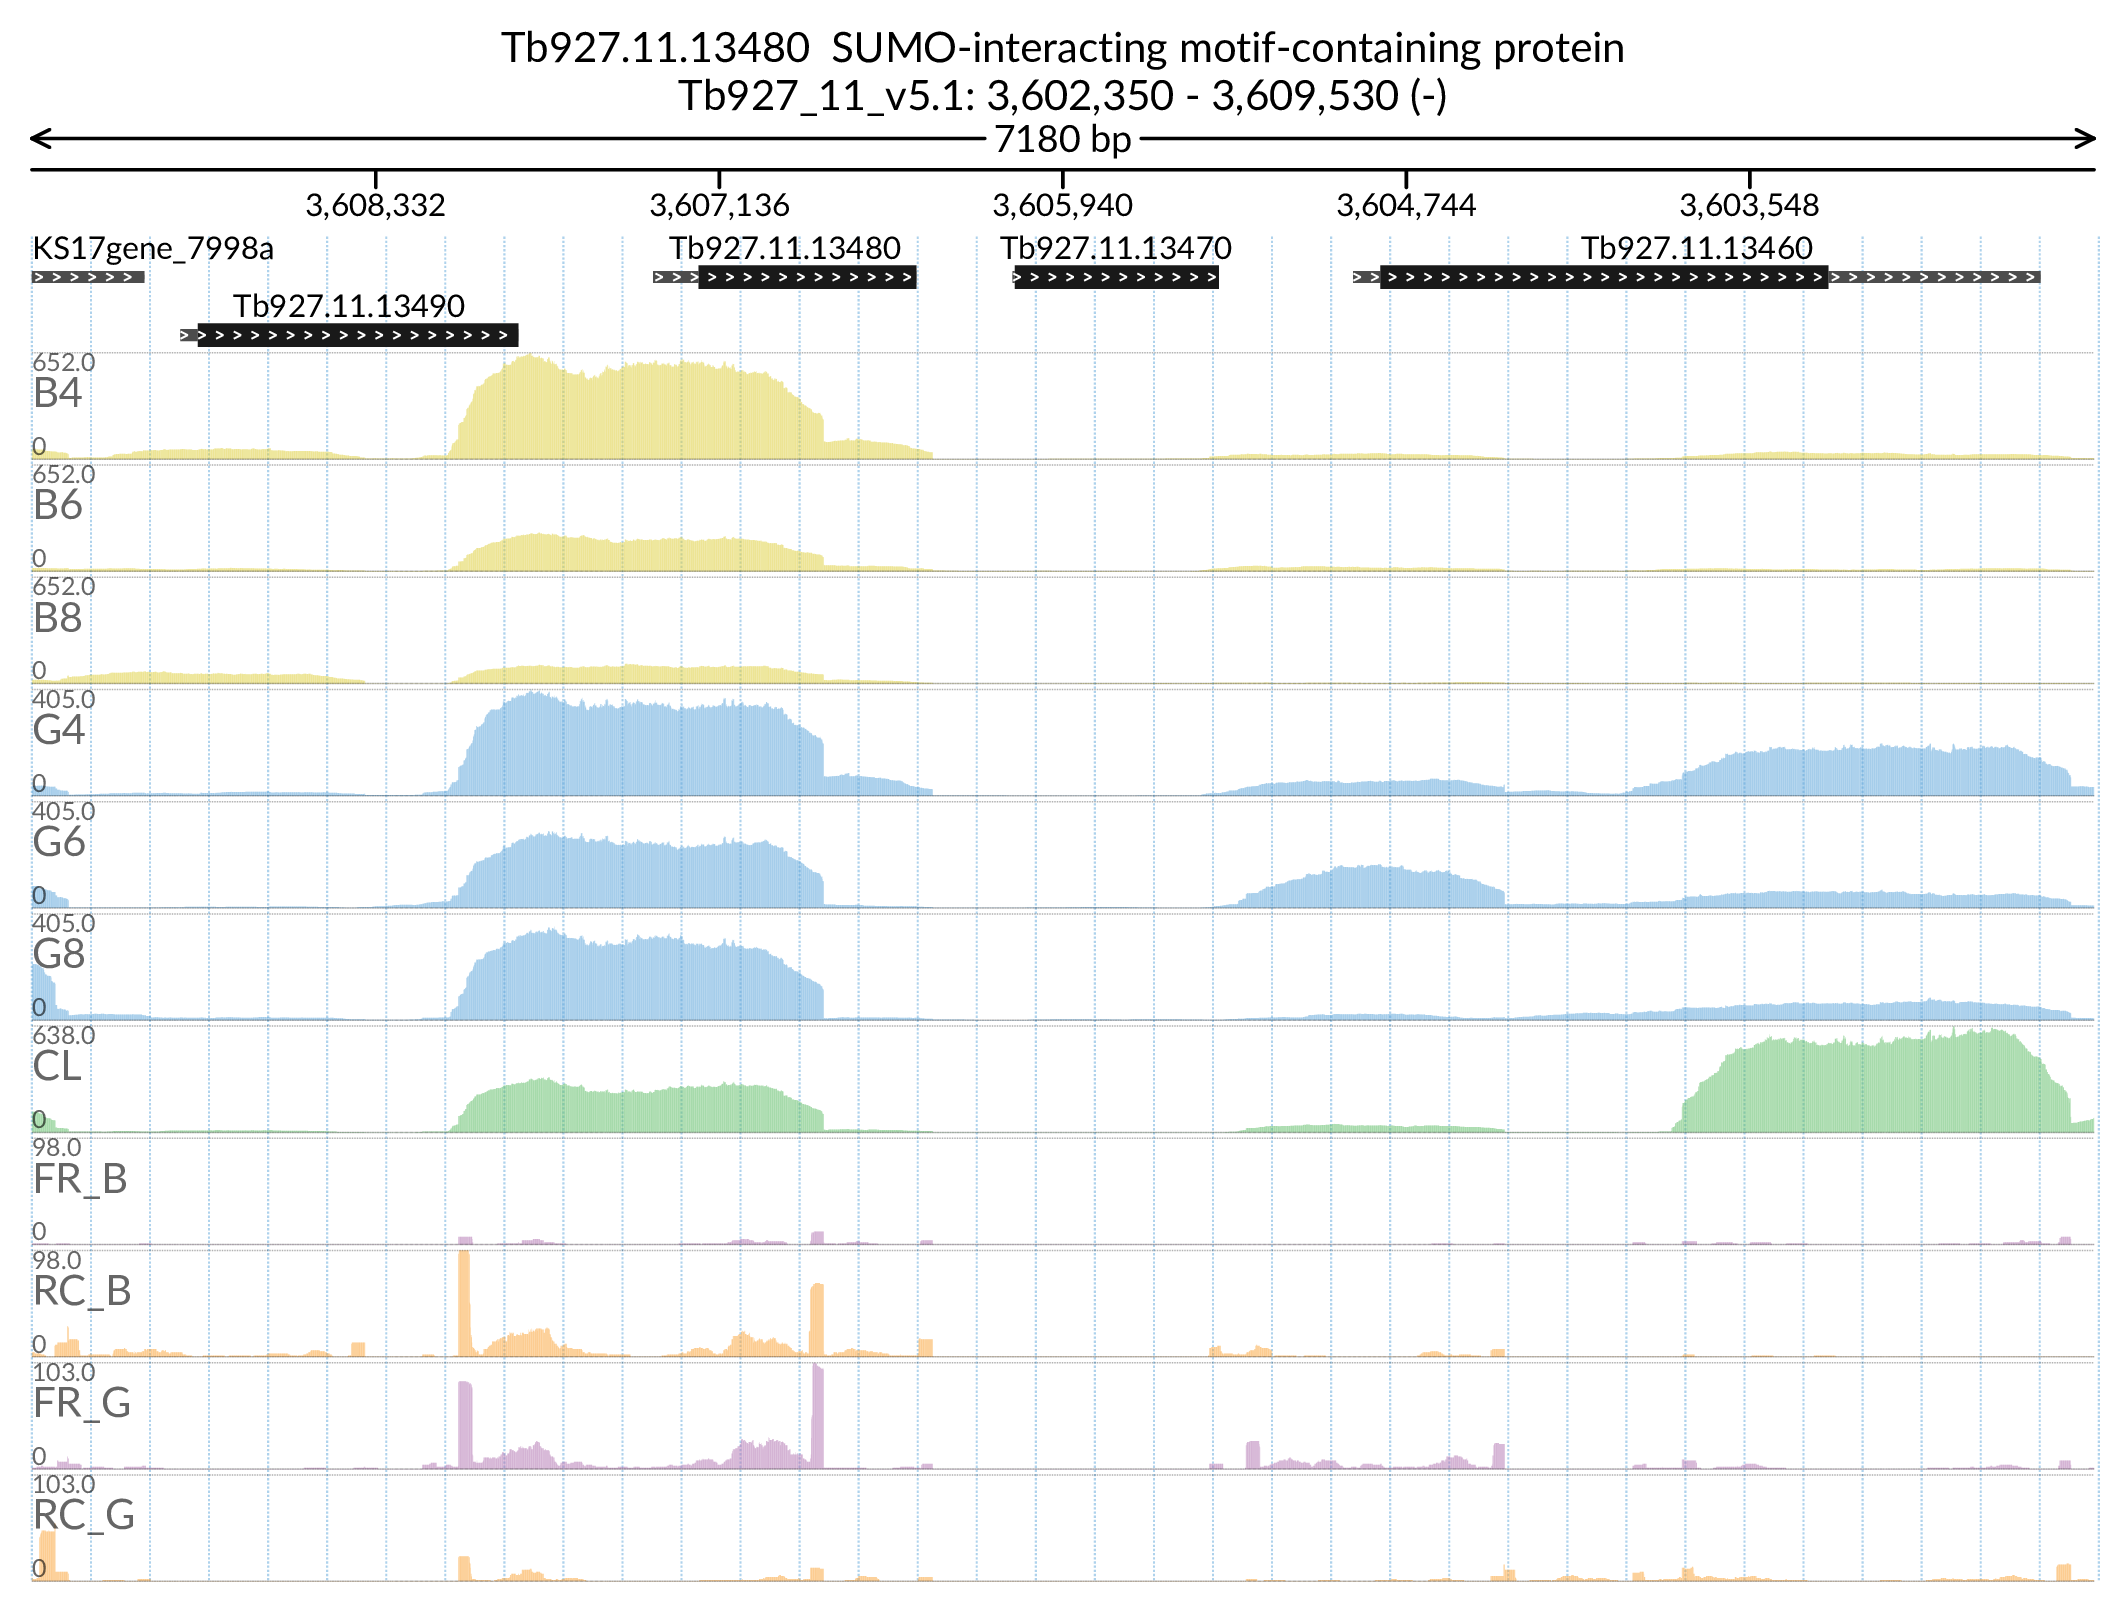 Tb927.11.13480  SUMO-interacting motif-containing protein
Tb927_11_v5.1: 3,602,350 - 3,609,530 (-)
7180 bp
3,608,332 3,607,136 3,605,940 3,604,744 3,603,548
KS17gene_7998a Tb927.11.13480 Tb927.11.13470 Tb927.11.13460
Tb927.11.13490
652.0
B4
0
652.0
B6
0
652.0
B8
0
405.0
G4
0
405.0
G6
0
405.0
G8
0
638.0
CL
0
98.0
FR_B
0
98.0
RC_B
0
103.0
FR_G
0
103.0
RC_G
0